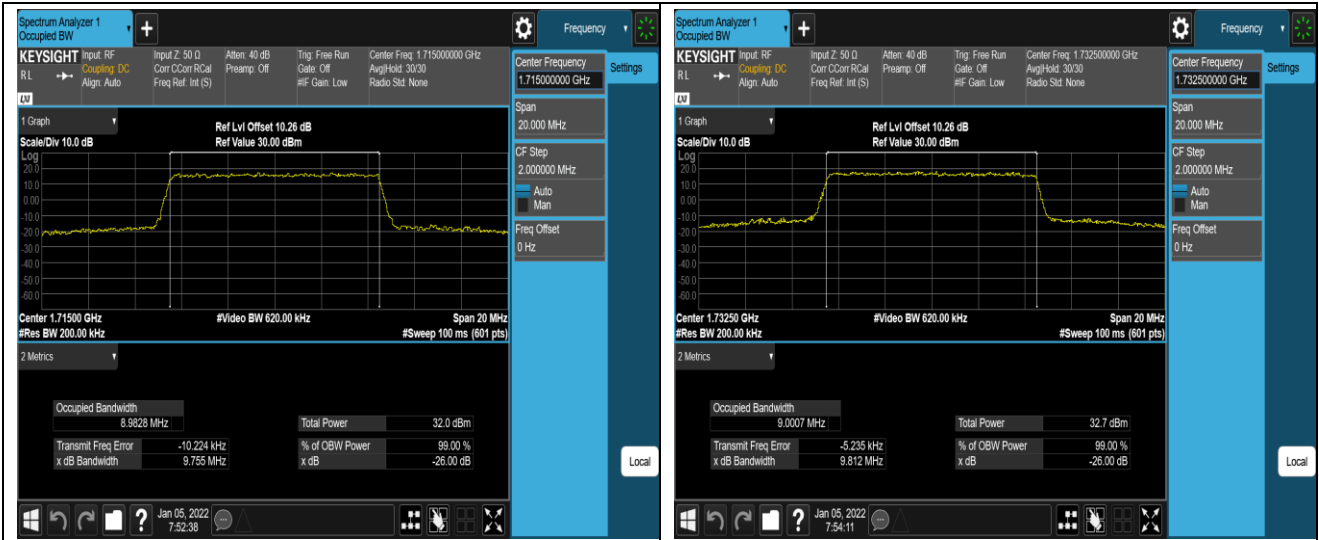 Spectrum Analyzer 1
Occupied BW
+
Frequency
KEYSIGHT
RL
LXI
Input: RF
Coupling: DC
Align: Auto
Input Z: 50 Ω
Corr CCorr RCal
Freq Ref: Int (S)
Atten: 40 dB
Preamp: Off
Trig: Free Run
Gate: Off
#IF Gain: Low
Center Freq: 1.715000000 GHz
Avg|Hold: 30/30
Radio Std: None
Center Frequency
1.715000000 GHz
Settings
Span
20.000 MHz
CF Step
2.000000 MHz
Auto
Man
Freq Offset
0 Hz
1 Graph
Ref Lvl Offset 10.26 dB
Scale/Div 10.0 dB
Ref Value 30.00 dBm
Log
20.0
10.0
0.00
-10.0
-20.0
-30.0
-40.0
-50.0
-60.0
Center 1.71500 GHz
#Video BW 620.00 kHz
Span 20 MHz
#Res BW 200.00 kHz
#Sweep 100 ms (601 pts)
2 Metrics
Occupied Bandwidth
8.9828 MHz
Total Power 32.0 dBm
Transmit Freq Error -10.224 kHz
% of OBW Power 99.00 %
x dB Bandwidth 9.755 MHz
x dB -26.00 dB
Local
?
Jan 05, 2022
7:52:38
Spectrum Analyzer 1
Occupied BW
+
Frequency
KEYSIGHT
RL
LXI
Input: RF
Coupling: DC
Align: Auto
Input Z: 50 Ω
Corr CCorr RCal
Freq Ref: Int (S)
Atten: 40 dB
Preamp: Off
Trig: Free Run
Gate: Off
#IF Gain: Low
Center Freq: 1.732500000 GHz
Avg|Hold: 30/30
Radio Std: None
Center Frequency
1.732500000 GHz
Settings
Span
20.000 MHz
CF Step
2.000000 MHz
Auto
Man
Freq Offset
0 Hz
1 Graph
Ref Lvl Offset 10.26 dB
Scale/Div 10.0 dB
Ref Value 30.00 dBm
Log
20.0
10.0
0.00
-10.0
-20.0
-30.0
-40.0
-50.0
-60.0
Center 1.73250 GHz
#Video BW 620.00 kHz
Span 20 MHz
#Res BW 200.00 kHz
#Sweep 100 ms (601 pts)
2 Metrics
Occupied Bandwidth
9.0007 MHz
Total Power 32.7 dBm
Transmit Freq Error -5.235 kHz
% of OBW Power 99.00 %
x dB Bandwidth 9.812 MHz
x dB -26.00 dB
Local
?
Jan 05, 2022
7:54:11